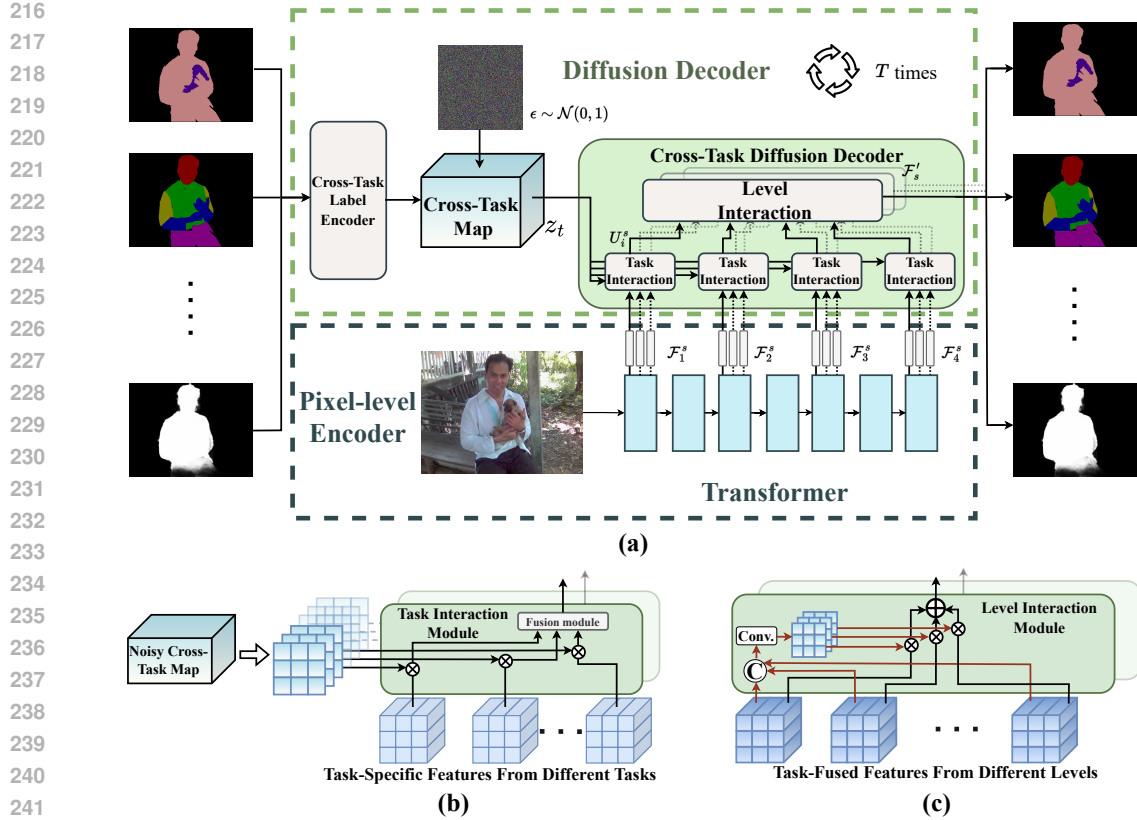 216
217
218
219
220
221
222
223
224
225
226
227
228
229
230
231
232
233
234
235
236
237
238
239
240
241
Diffusion Decoder
T times
ϵ ∼ 𝒩(0, 1)
Cross-Task
Label
Encoder
Cross-Task
Map
z_t
Cross-Task Diffusion Decoder
ℱ′_s
Level
Interaction
U_i^s
Task
Interaction
Task
Interaction
Task
Interaction
Task
Interaction
ℱ_1^s
ℱ_2^s
ℱ_3^s
ℱ_4^s
Pixel-level
Encoder
Transformer
(a)
Noisy Cross-
Task Map
Task Interaction
Module
Fusion module
Task-Specific Features From Different Tasks
(b)
Level Interaction
Module
Conv.
C
Task-Fused Features From Different Levels
(c)